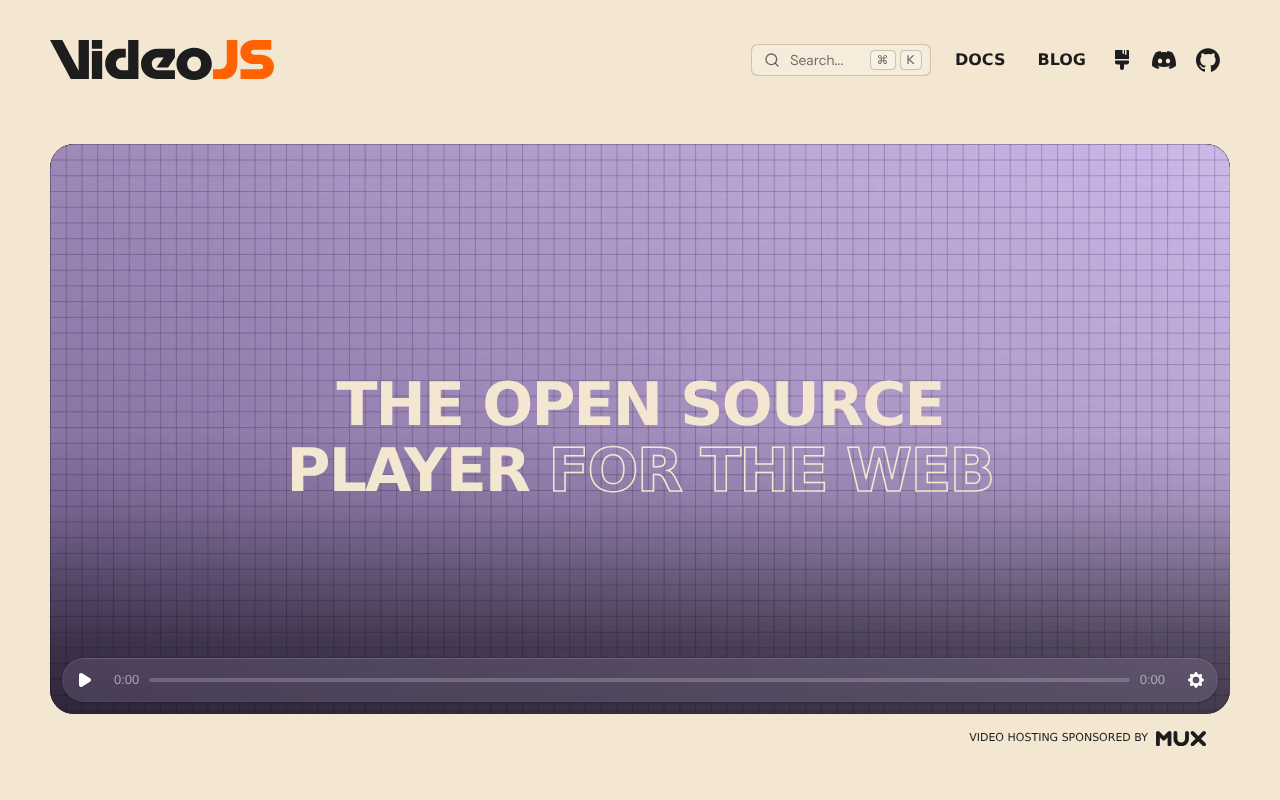 VideoJS
Search... ⌘ K
DOCS
BLOG
THE OPEN SOURCE
PLAYER FOR THE WEB
0:00
0:00
VIDEO HOSTING SPONSORED BY MUX